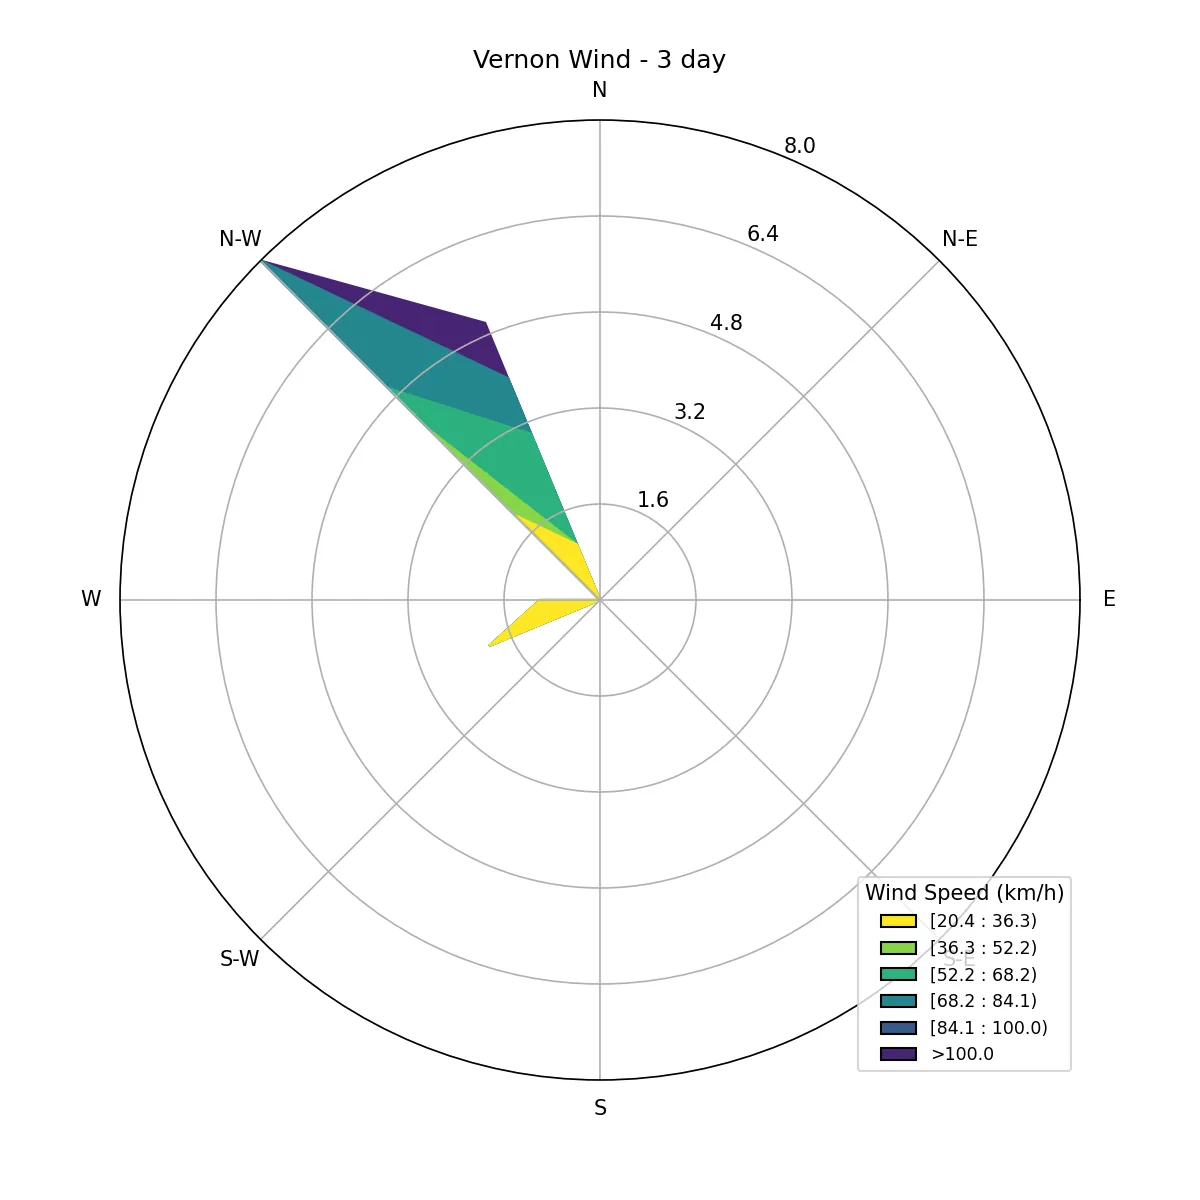 Vernon Wind - 3 day
N
8.0
N-W
6.4
N-E
4.8
3.2
1.6
W
E
S-W
S-E
S
Wind Speed (km/h)
[20.4 : 36.3)
[36.3 : 52.2)
[52.2 : 68.2)
[68.2 : 84.1)
[84.1 : 100.0)
>100.0